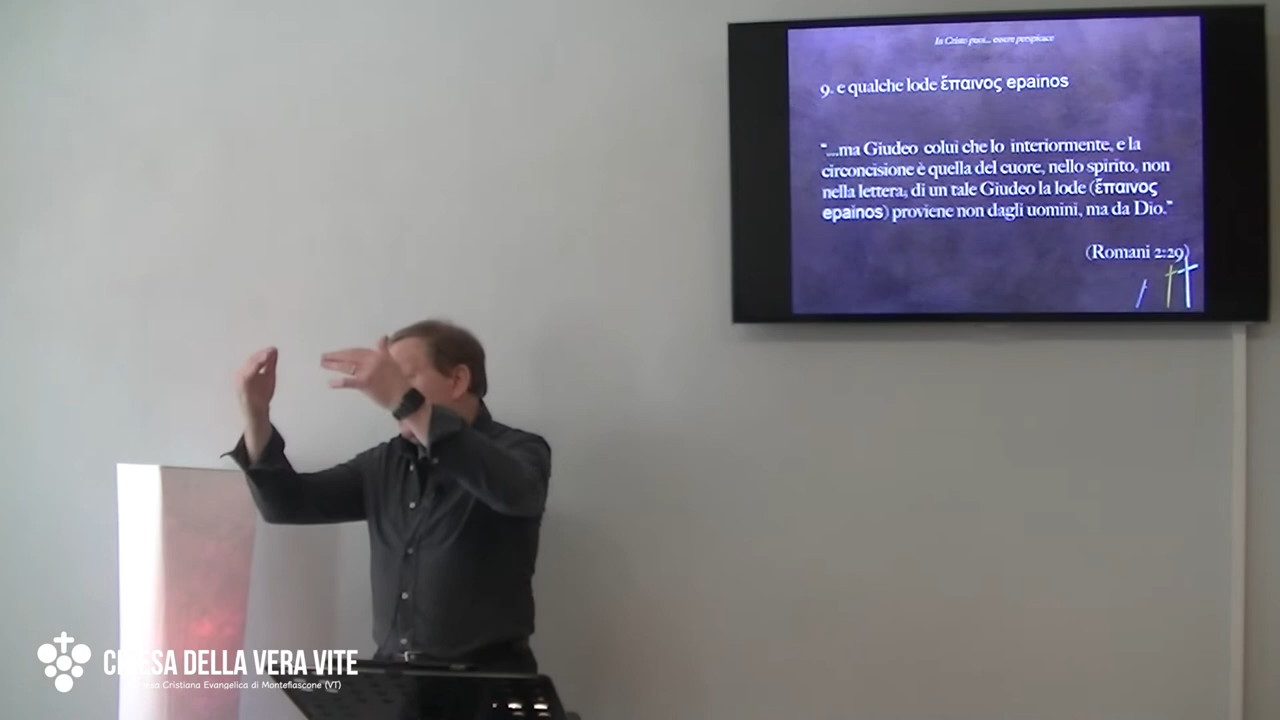 In Cristo puoi... essere perspicace
9. e qualche lode ἔπαινος epainos
“...ma Giudeo colui che lo interiormente, e la
circoncisione è quella del cuore, nello spirito, non
nella lettera; di un tale Giudeo la lode (ἔπαινος
epainos) proviene non dagli uomini, ma da Dio.”
(Romani 2:29)
CHIESA DELLA VERA VITE
Chiesa Cristiana Evangelica di Montefiascone (VT)